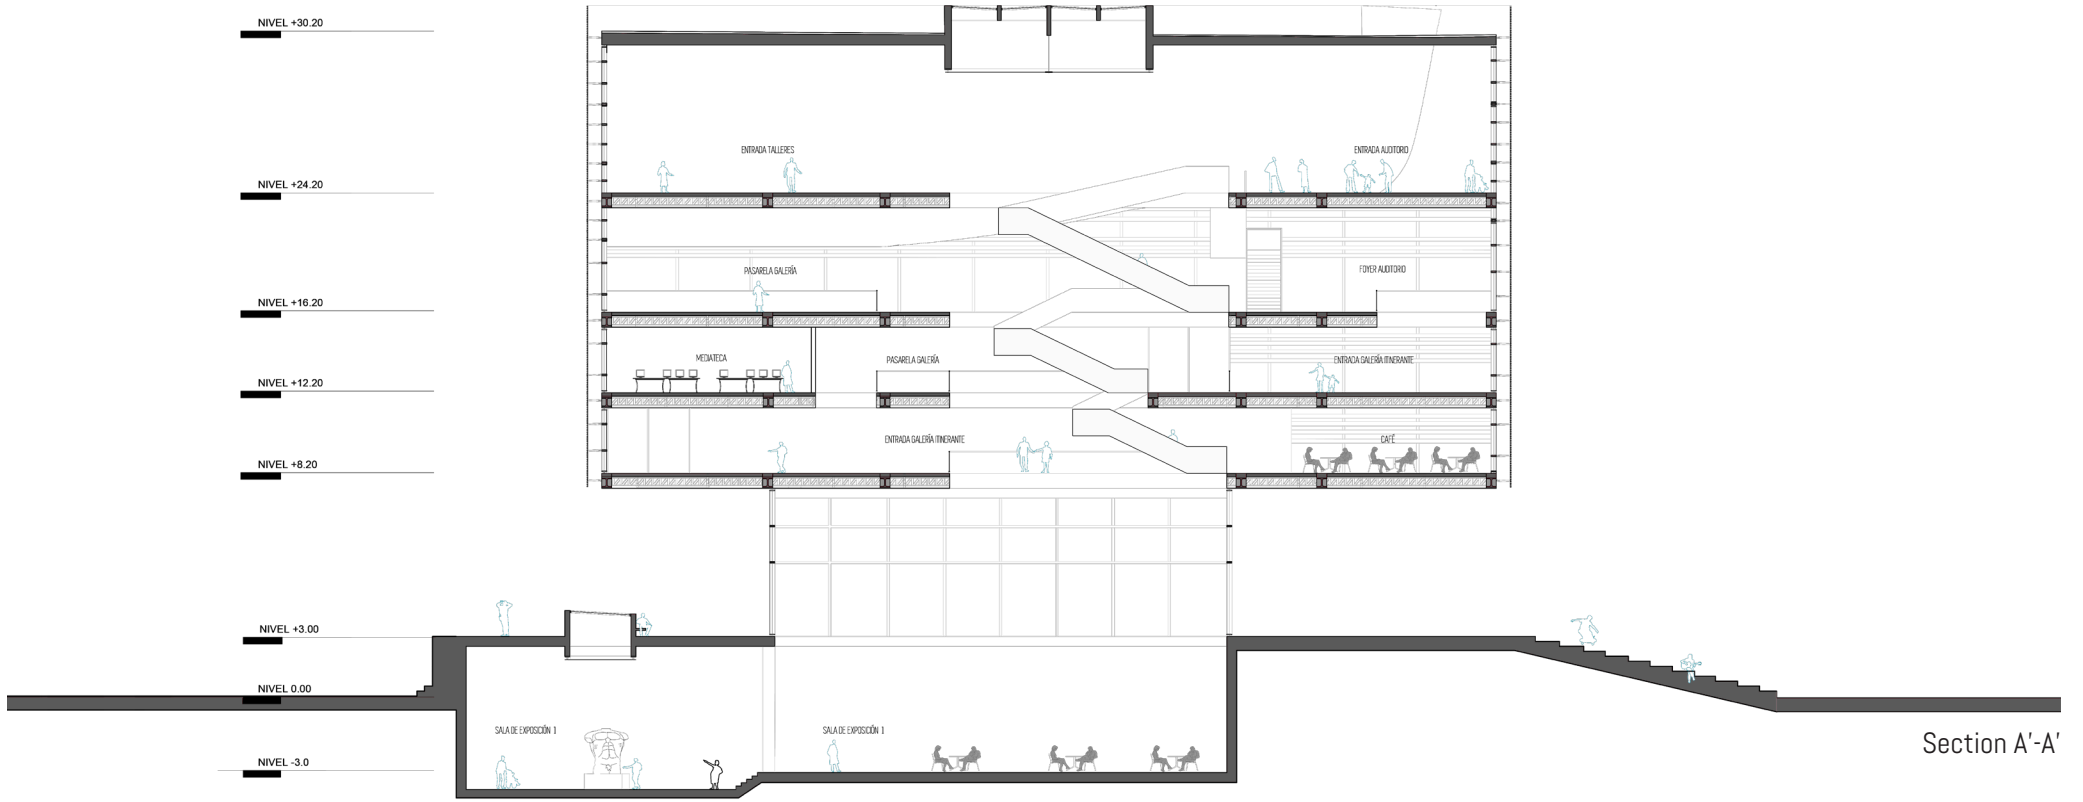 NIVEL +30.20
ENTRADA TALLERES
ENTRADA AUDITORIO
NIVEL +24.20
PASARELA GALERÍA
FOYER AUDITORIO
NIVEL +16.20
MEDIATECA
PASARELA GALERÍA
ENTRADA GALERÍA ITINERANTE
NIVEL +12.20
ENTRADA GALERÍA ITINERANTE
CAFÉ
NIVEL +8.20
NIVEL +3.00
NIVEL 0.00
SALA DE EXPOSICIÓN 1
SALA DE EXPOSICIÓN 1
Section A'-A'
NIVEL -3.0